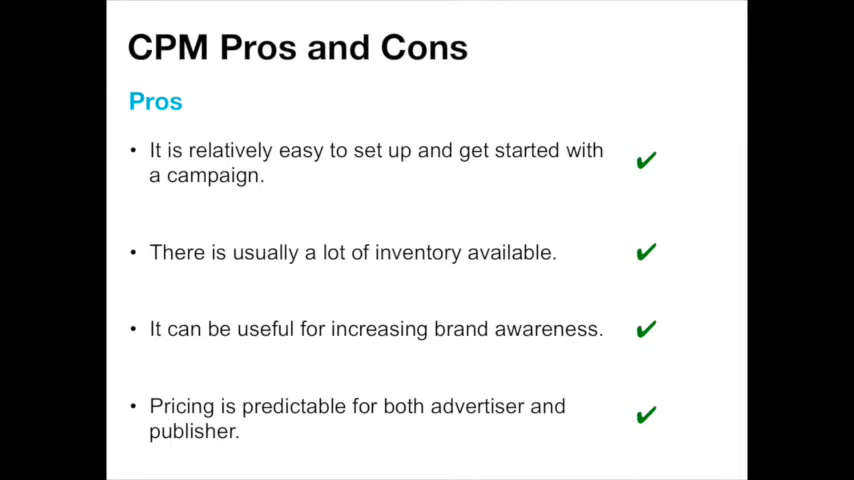 CPM Pros and Cons
Pros
• It is relatively easy to set up and get started with
a campaign.
• There is usually a lot of inventory available.
• It can be useful for increasing brand awareness.
• Pricing is predictable for both advertiser and
publisher.